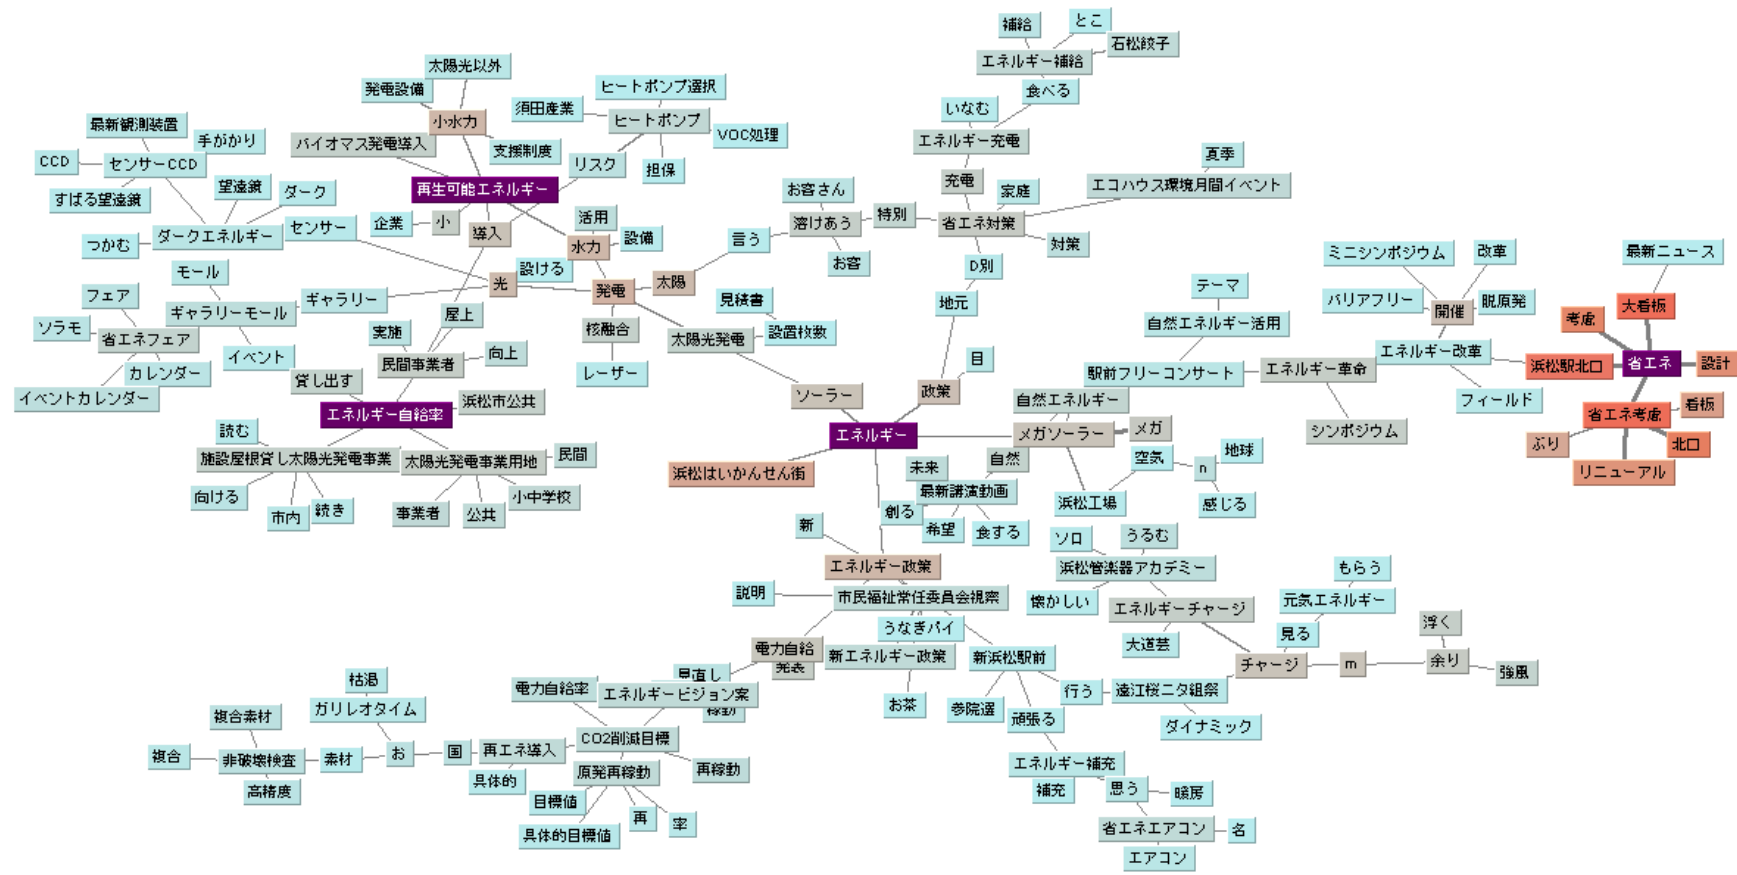 補給
とこ
石松餃子
エネルギー補給
食べる
太陽光以外
発電設備
小水力
バイオマス発電導入
支援制度
ヒートポンプ選択
須田産業
ヒートポンプ
VOC処理
リスク
担保
いなむ
エネルギー充電
充電
真季
エコハウス環境月間イベント
家庭
省エネ対策
対策
特別
お客さん
溶けあう
お客
言う
D別
地元
最新観測装置
手がかり
CCD
センサーCCD
すばる望遠鏡
望遠鏡
ダーク
つかむ
ダークエネルギー
センサー
再生可能エネルギー
企業
小
導入
活用
水力
設備
設ける
光
発電
太陽
核融合
レーザー
見積書
設置枚数
太陽光発電
モール
ギャラリー
ギャラリーモール
イベント
フェア
ソラモ
省エネフェア
カレンダー
イベントカレンダー
屋上
実施
民間事業者
向上
貸し出す
エネルギー自給率
浜松市公共
読む
施設屋根貸し太陽光発電事業
太陽光発電事業用地
民間
向ける
市内
続き
事業者
公共
小中学校
ソーラー
目
政策
エネルギー
浜松はいかんせん街
自然エネルギー
メガソーラー
メガ
自然
未来
最新講演動画
創る
希望
食する
空気
n
地球
浜松工場
感じる
テーマ
自然エネルギー活用
駅前フリーコンサート
エネルギー革命
シンポジウム
ミニシンポジウム
改革
バリアフリー
脱原発
開催
エネルギー改革
フィールド
最新ニュース
大看板
考慮
浜松駅北口
省エネ
設計
省エネ考慮
看板
ぶり
北口
リニューアル
新
エネルギー政策
説明
市民福祉常任委員会視察
うなぎパイ
電力自給
発表
新エネルギー政策
新浜松駅前
お茶
参院選
頑張る
行う
遠江桜ニタ組祭
ダイナミック
ソロ
うるむ
浜松管楽器アカデミー
懐かしい
エネルギーチャージ
大道芸
もらう
元気エネルギー
見る
チャージ
m
浮く
余り
強風
見直し
電力自給率
エネルギービジョン案
稼動
CO2削減目標
再エネ導入
具体的
原発再稼動
再稼動
目標値
具体的目標値
再
率
枯渇
ガリレオタイム
複合素材
複合
非破壊検査
素材
お
国
高精度
エネルギー補充
補充
思う
暖房
省エネエアコン
名
エアコン